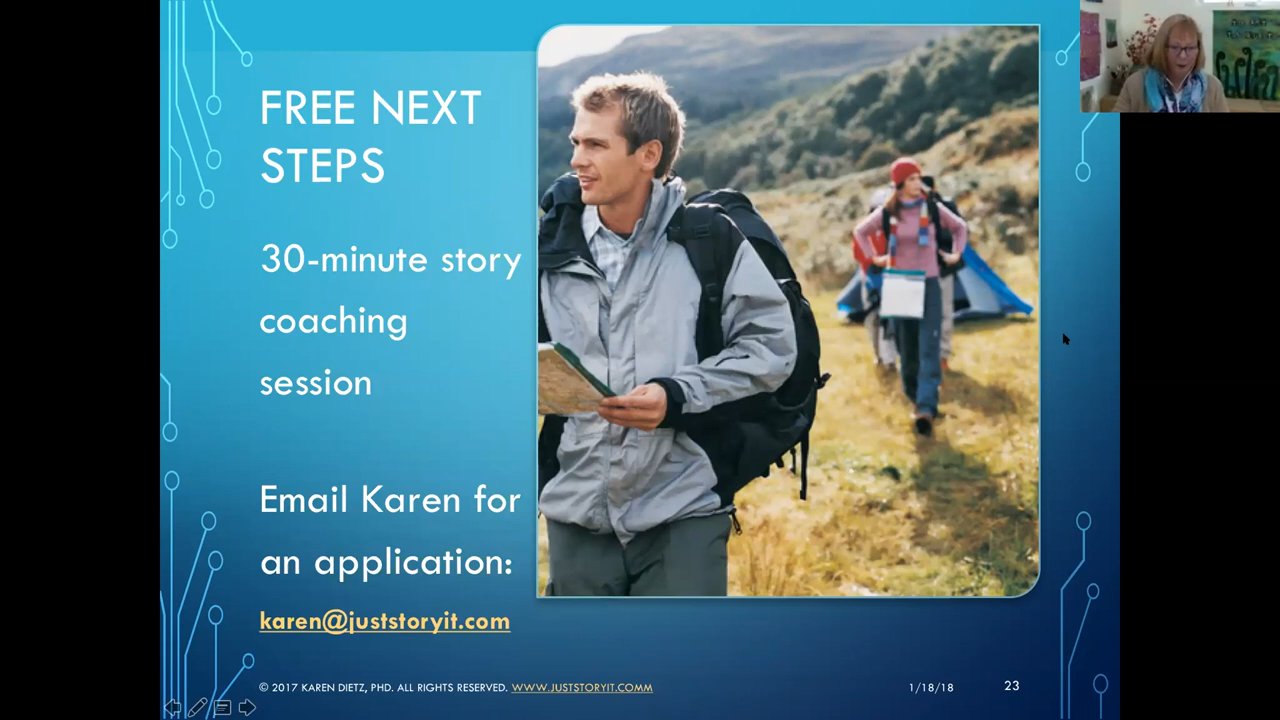 FREE NEXT
STEPS
30-minute story
coaching
session
Email Karen for
an application:
karen@juststoryit.com
© 2017 KAREN DIETZ, PHD. ALL RIGHTS RESERVED. WWW.JUSTSTORYIT.COMM
1/18/18
23